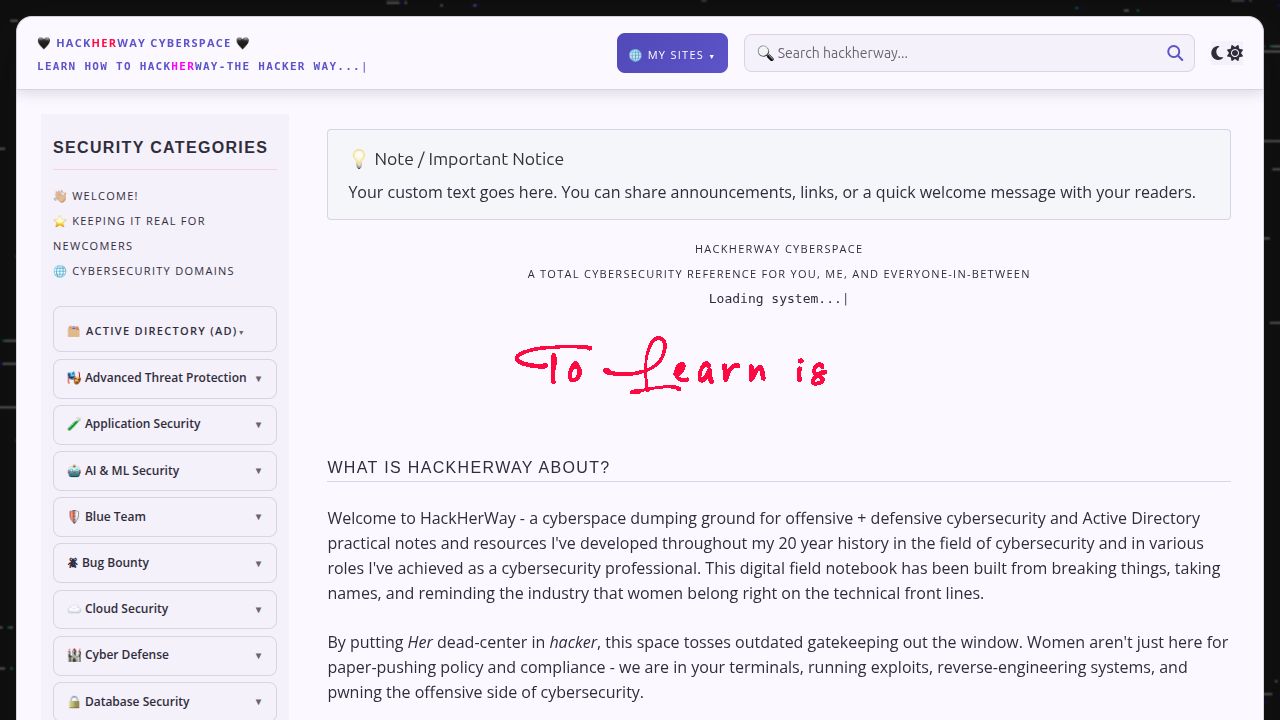 🖤 HACKHERWAY CYBERSPACE 🖤
LEARN HOW TO HACKHERWAY-THE HACKER WAY...|
🌐 MY SITES ▾
🔍 Search hackherway...
SECURITY CATEGORIES
👋🏼 WELCOME!
⭐ KEEPING IT REAL FOR
NEWCOMERS
🌐 CYBERSECURITY DOMAINS
🗂️ ACTIVE DIRECTORY (AD) ▾
Advanced Threat Protection ▼
🧪 Application Security ▼
🤖 AI & ML Security ▼
🛡️ Blue Team ▼
🕷 Bug Bounty ▼
☁️ Cloud Security ▼
🏰 Cyber Defense ▼
🔒 Database Security ▼
💡 Note / Important Notice
Your custom text goes here. You can share announcements, links, or a quick welcome message with your readers.
HACKHERWAY CYBERSPACE
A TOTAL CYBERSECURITY REFERENCE FOR YOU, ME, AND EVERYONE-IN-BETWEEN
Loading system...|
To Learn is
WHAT IS HACKHERWAY ABOUT?
Welcome to HackHerWay - a cyberspace dumping ground for offensive + defensive cybersecurity and Active Directory
practical notes and resources I've developed throughout my 20 year history in the field of cybersecurity and in various
roles I've achieved as a cybersecurity professional. This digital field notebook has been built from breaking things, taking
names, and reminding the industry that women belong right on the technical front lines.
By putting Her dead-center in hacker, this space tosses outdated gatekeeping out the window. Women aren't just here for
paper-pushing policy and compliance - we are in your terminals, running exploits, reverse-engineering systems, and
pwning the offensive side of cybersecurity.